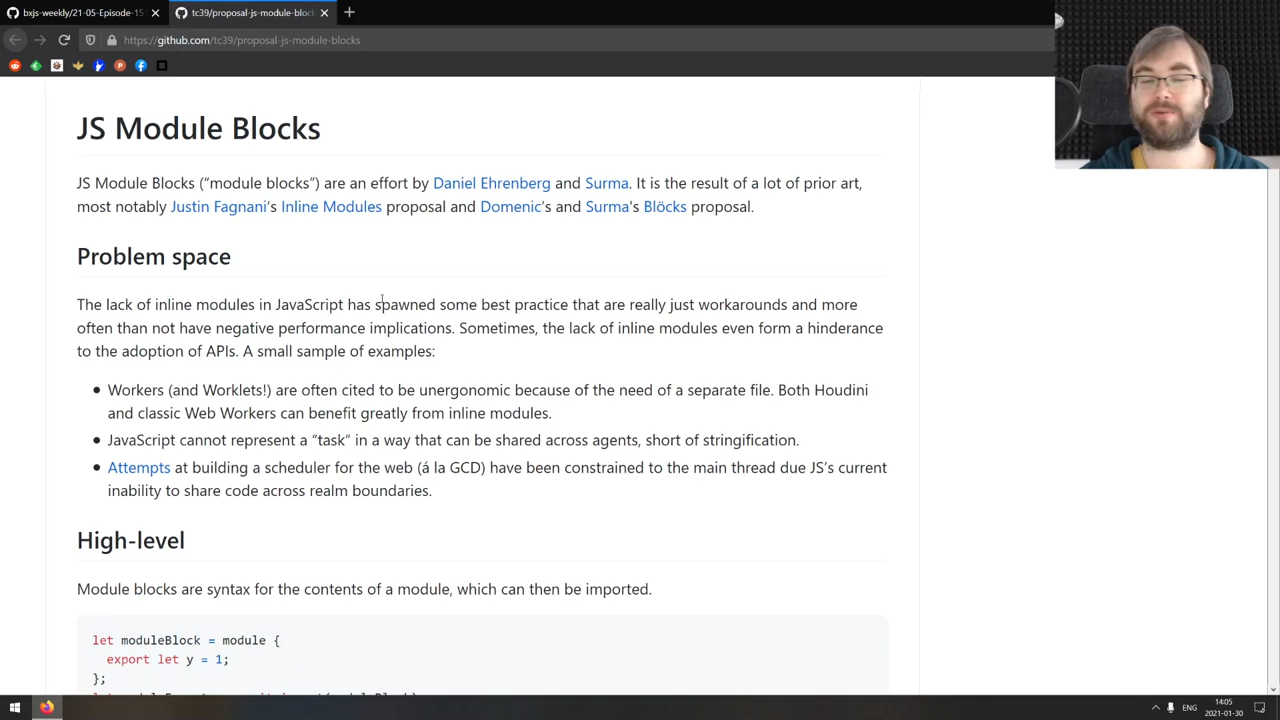 bxjs-weekly/21-05-Episode-15
tc39/proposal-js-module-block
https://github.com/tc39/proposal-js-module-blocks
JS Module Blocks
JS Module Blocks (“module blocks”) are an effort by Daniel Ehrenberg and Surma. It is the result of a lot of prior art,
most notably Justin Fagnani‘s Inline Modules proposal and Domenic’s and Surma's Blöcks proposal.
Problem space
The lack of inline modules in JavaScript has spawned some best practice that are really just workarounds and more
often than not have negative performance implications. Sometimes, the lack of inline modules even form a hinderance
to the adoption of APIs. A small sample of examples:
• Workers (and Worklets!) are often cited to be unergonomic because of the need of a separate file. Both Houdini
and classic Web Workers can benefit greatly from inline modules.
• JavaScript cannot represent a “task” in a way that can be shared across agents, short of stringification.
• Attempts at building a scheduler for the web (á la GCD) have been constrained to the main thread due JS’s current
inability to share code across realm boundaries.
High-level
Module blocks are syntax for the contents of a module, which can then be imported.
let moduleBlock = module {
export let y = 1;
};
ENG
14:05
2021-01-30